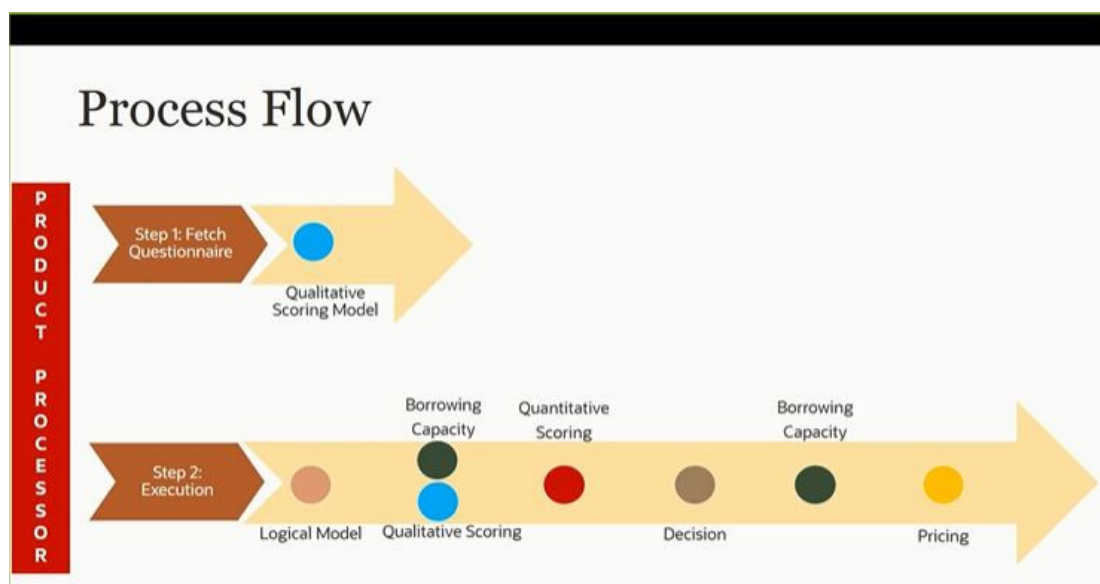 Process Flow
PRODUCT PROCESSOR
Step 1: Fetch
Questionnaire
Qualitative
Scoring Model
Step 2:
Execution
Logical Model
Borrowing
Capacity
Qualitative Scoring
Quantitative
Scoring
Decision
Borrowing
Capacity
Pricing